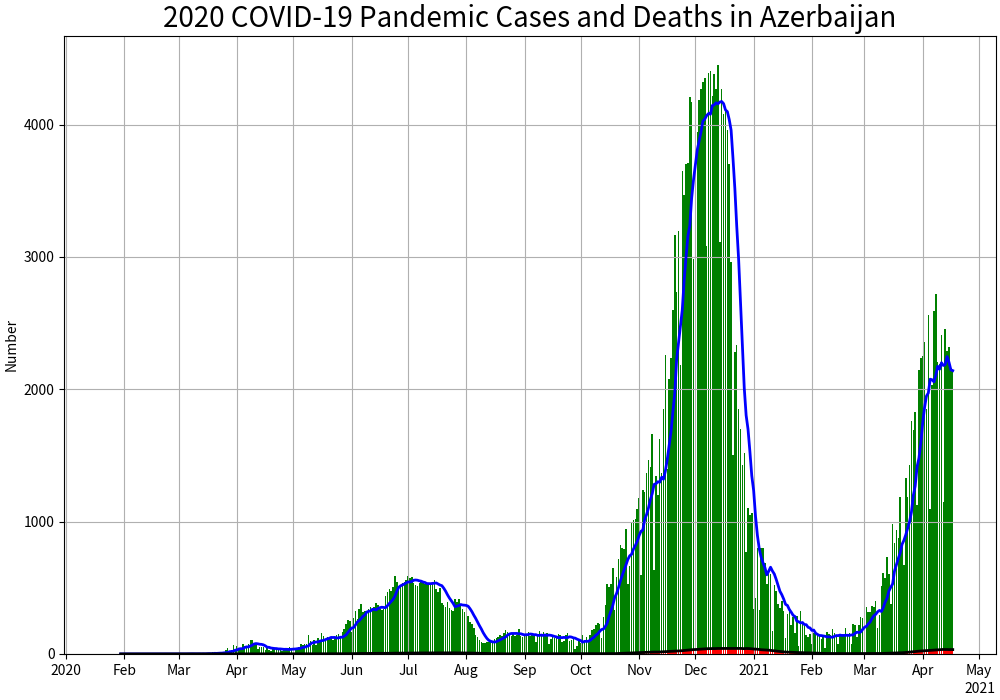 2020 COVID-19 Pandemic Cases and Deaths in Azerbaijan
Number
4000
3000
2000
1000
0
2020 Feb Mar Apr May Jun Jul Aug Sep Oct Nov Dec 2021 Feb Mar Apr May
2021